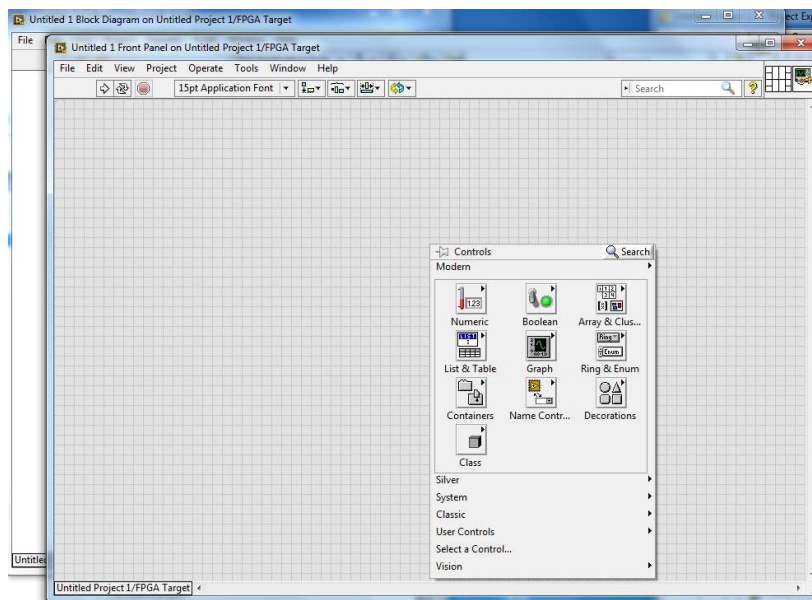 Untitled 1 Block Diagram on Untitled Project 1/FPGA Target
ject Exp
File
Untitled 1 Front Panel on Untitled Project 1/FPGA Target
File Edit View Project Operate Tools Window Help
15pt Application Font
Search
Controls
Search
Modern
Numeric
Boolean
Array & Clus...
List & Table
Graph
Ring & Enum
Containers
Name Contr...
Decorations
Class
Silver
System
Classic
User Controls
Select a Control...
Vision
Untitled
Untitled Project 1/FPGA Target